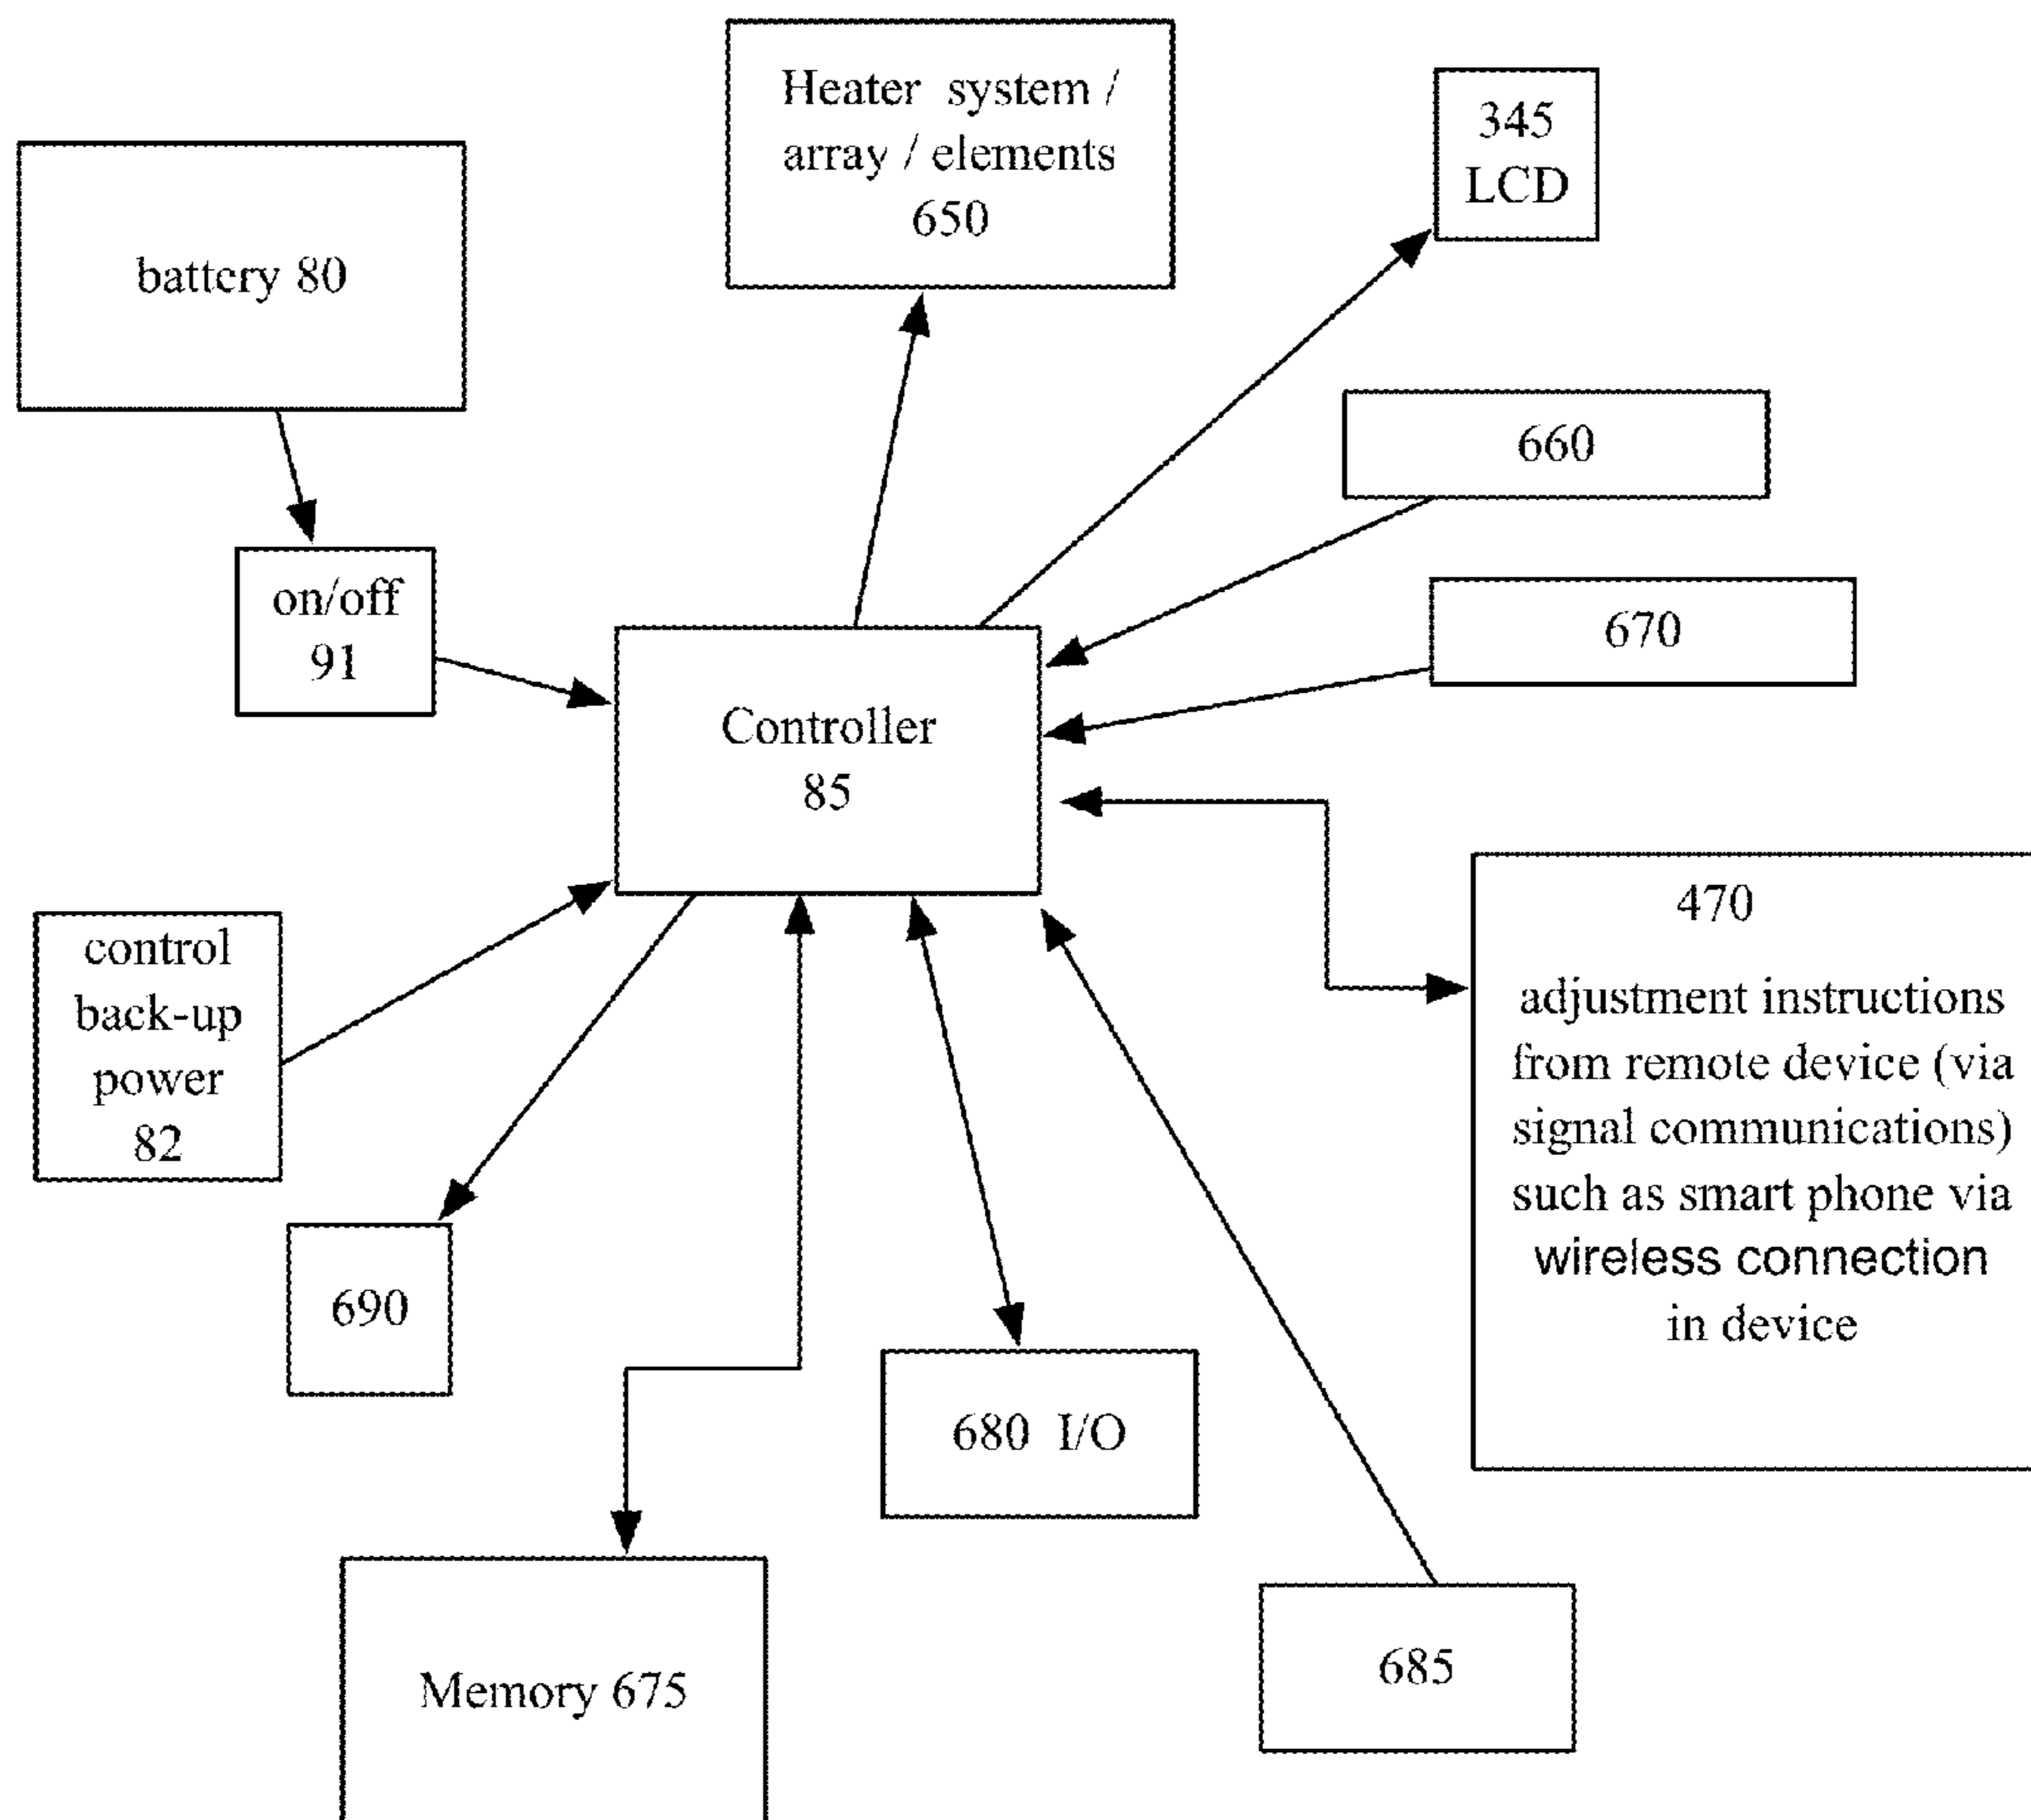 Heater system /
array / elements
650
345
LCD
battery 80
660
on/off
91
670
Controller
85
470
adjustment instructions
from remote device (via
signal communications)
such as smart phone via
wireless connection
in device
control
back-up
power
82
690
680 I/O
685
Memory 675